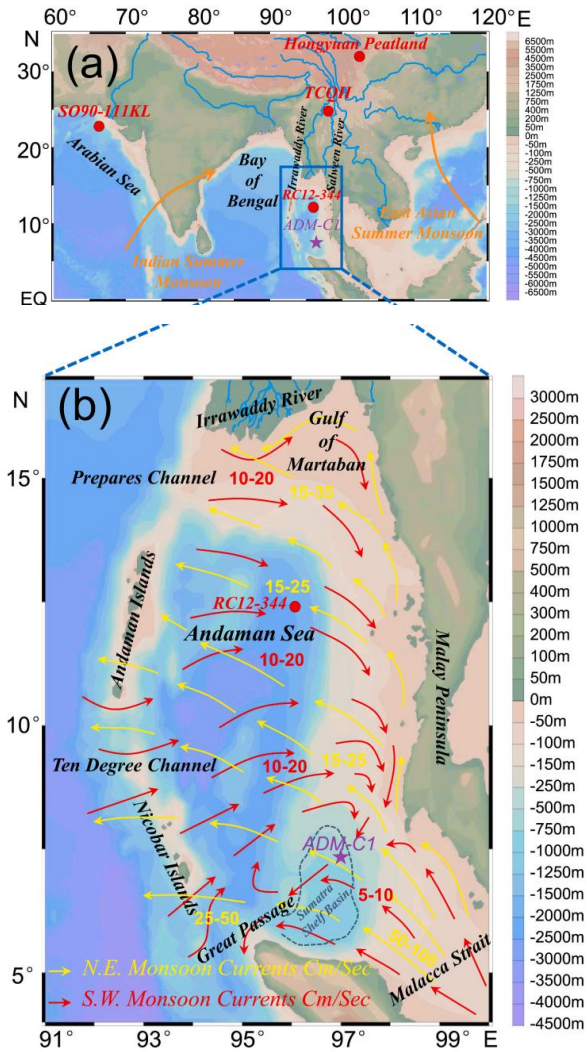 60° 70° 80° 90° 100° 110° 120° E
N
(a)
Hongyuan Peatland
30°
TCQH
SO90-111KL
Arabian Sea
Irrawaddy River
Salween River
20°
Bay
of
Bengal
RC12-344
ADM-C1
10°
East Asian
Summer Monsoon
Indian Summer
Monsoon
EQ
6500m
5500m
4500m
3500m
2500m
1750m
1250m
750m
400m
200m
50m
0m
-100m
-200m
-500m
-1000m
-1500m
-2000m
-2500m
-3000m
-3500m
-4000m
-4500m
-5000m
-5500m
-6500m
N
(b)
Irrawaddy River
Gulf
of
Martaban
15°
Prepares Channel
10-20
15-35
15-25
RC12-344
Andaman Islands
Andaman Sea
10-20
Malay Peninsula
10°
Ten Degree Channel
10-20
15-25
Nicobar Islands
ADM-C1
5-10
Sumatra
Shelf Basin
25-50
Great Passage
50-100
Malacca Strait
5°
N.E. Monsoon Currents Cm/Sec
S.W. Monsoon Currents Cm/Sec
91° 93° 95° 97° 99° E
3000m
2500m
2000m
1750m
1500m
1250m
1000m
750m
500m
300m
200m
100m
50m
0m
-50m
-100m
-150m
-250m
-500m
-750m
-1000m
-1250m
-1500m
-1750m
-2000m
-2500m
-3000m
-3500m
-4000m
-4500m